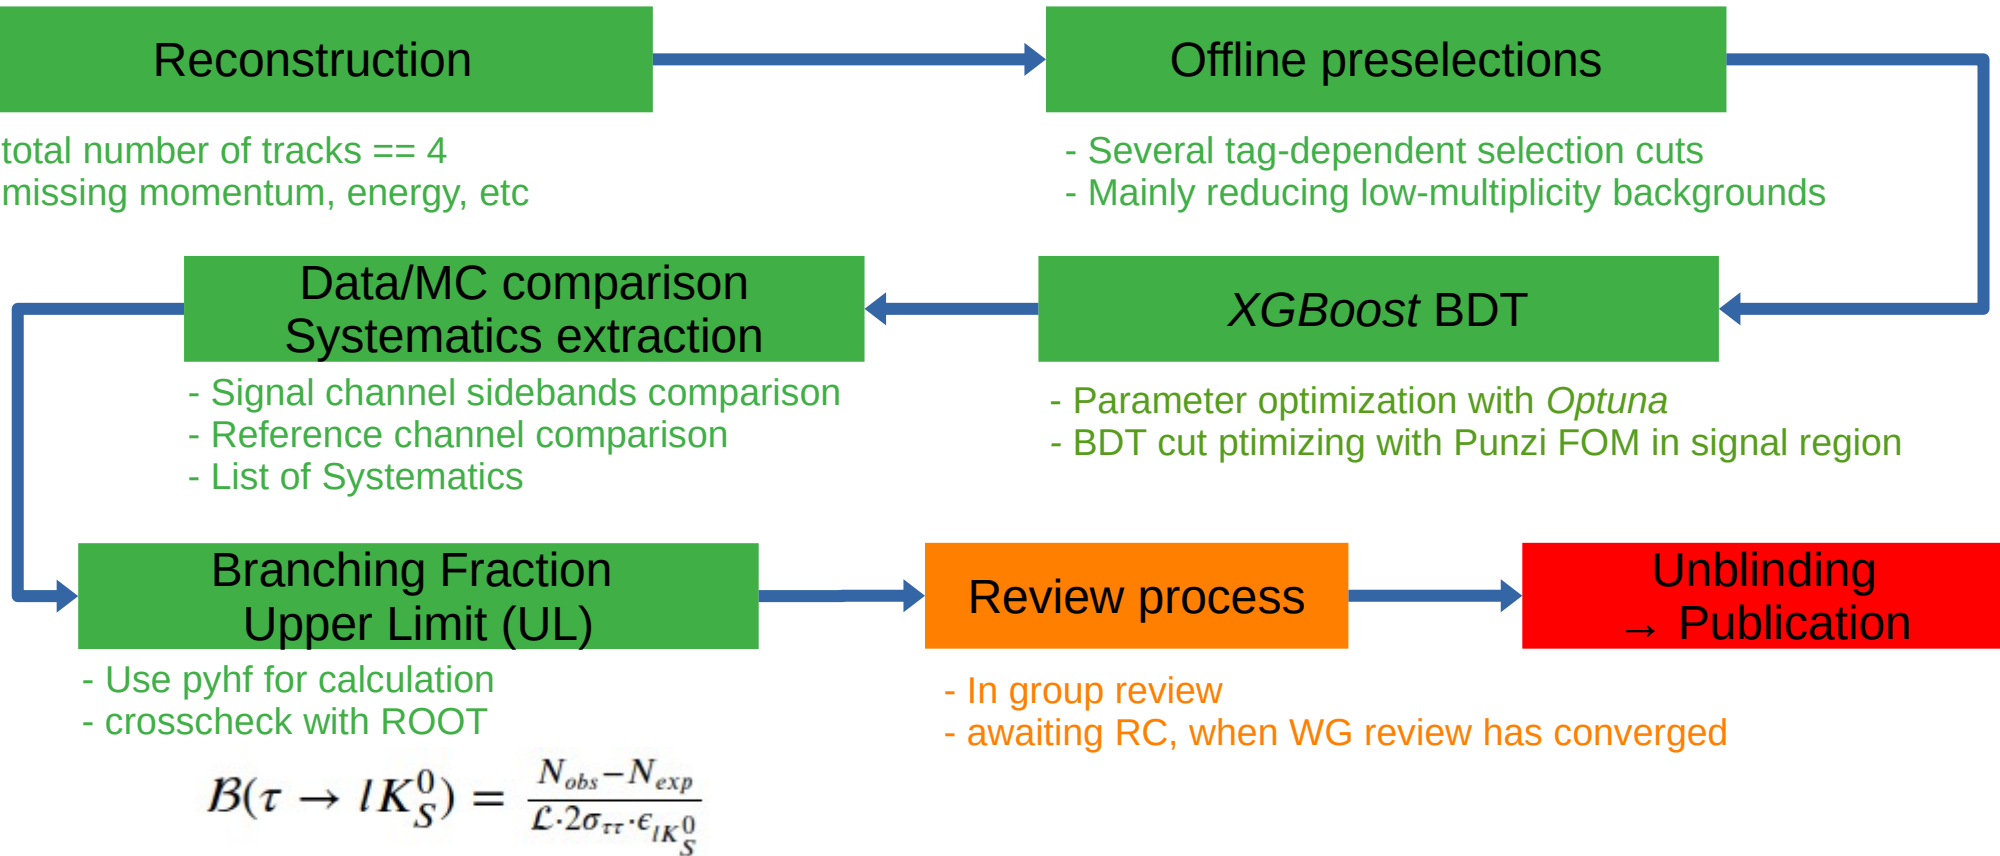 Reconstruction
total number of tracks == 4
missing momentum, energy, etc
Offline preselections
- Several tag-dependent selection cuts
- Mainly reducing low-multiplicity backgrounds
XGBoost BDT
- Parameter optimization with Optuna
- BDT cut ptimizing with Punzi FOM in signal region
Data/MC comparison
Systematics extraction
- Signal channel sidebands comparison
- Reference channel comparison
- List of Systematics
Branching Fraction
Upper Limit (UL)
- Use pyhf for calculation
- crosscheck with ROOT
ℬ(τ → lK_S^0) = (N_obs − N_exp) / (ℒ·2σ_ττ·ϵ_{lK_S^0})
Review process
- In group review
- awaiting RC, when WG review has converged
Unblinding
→ Publication